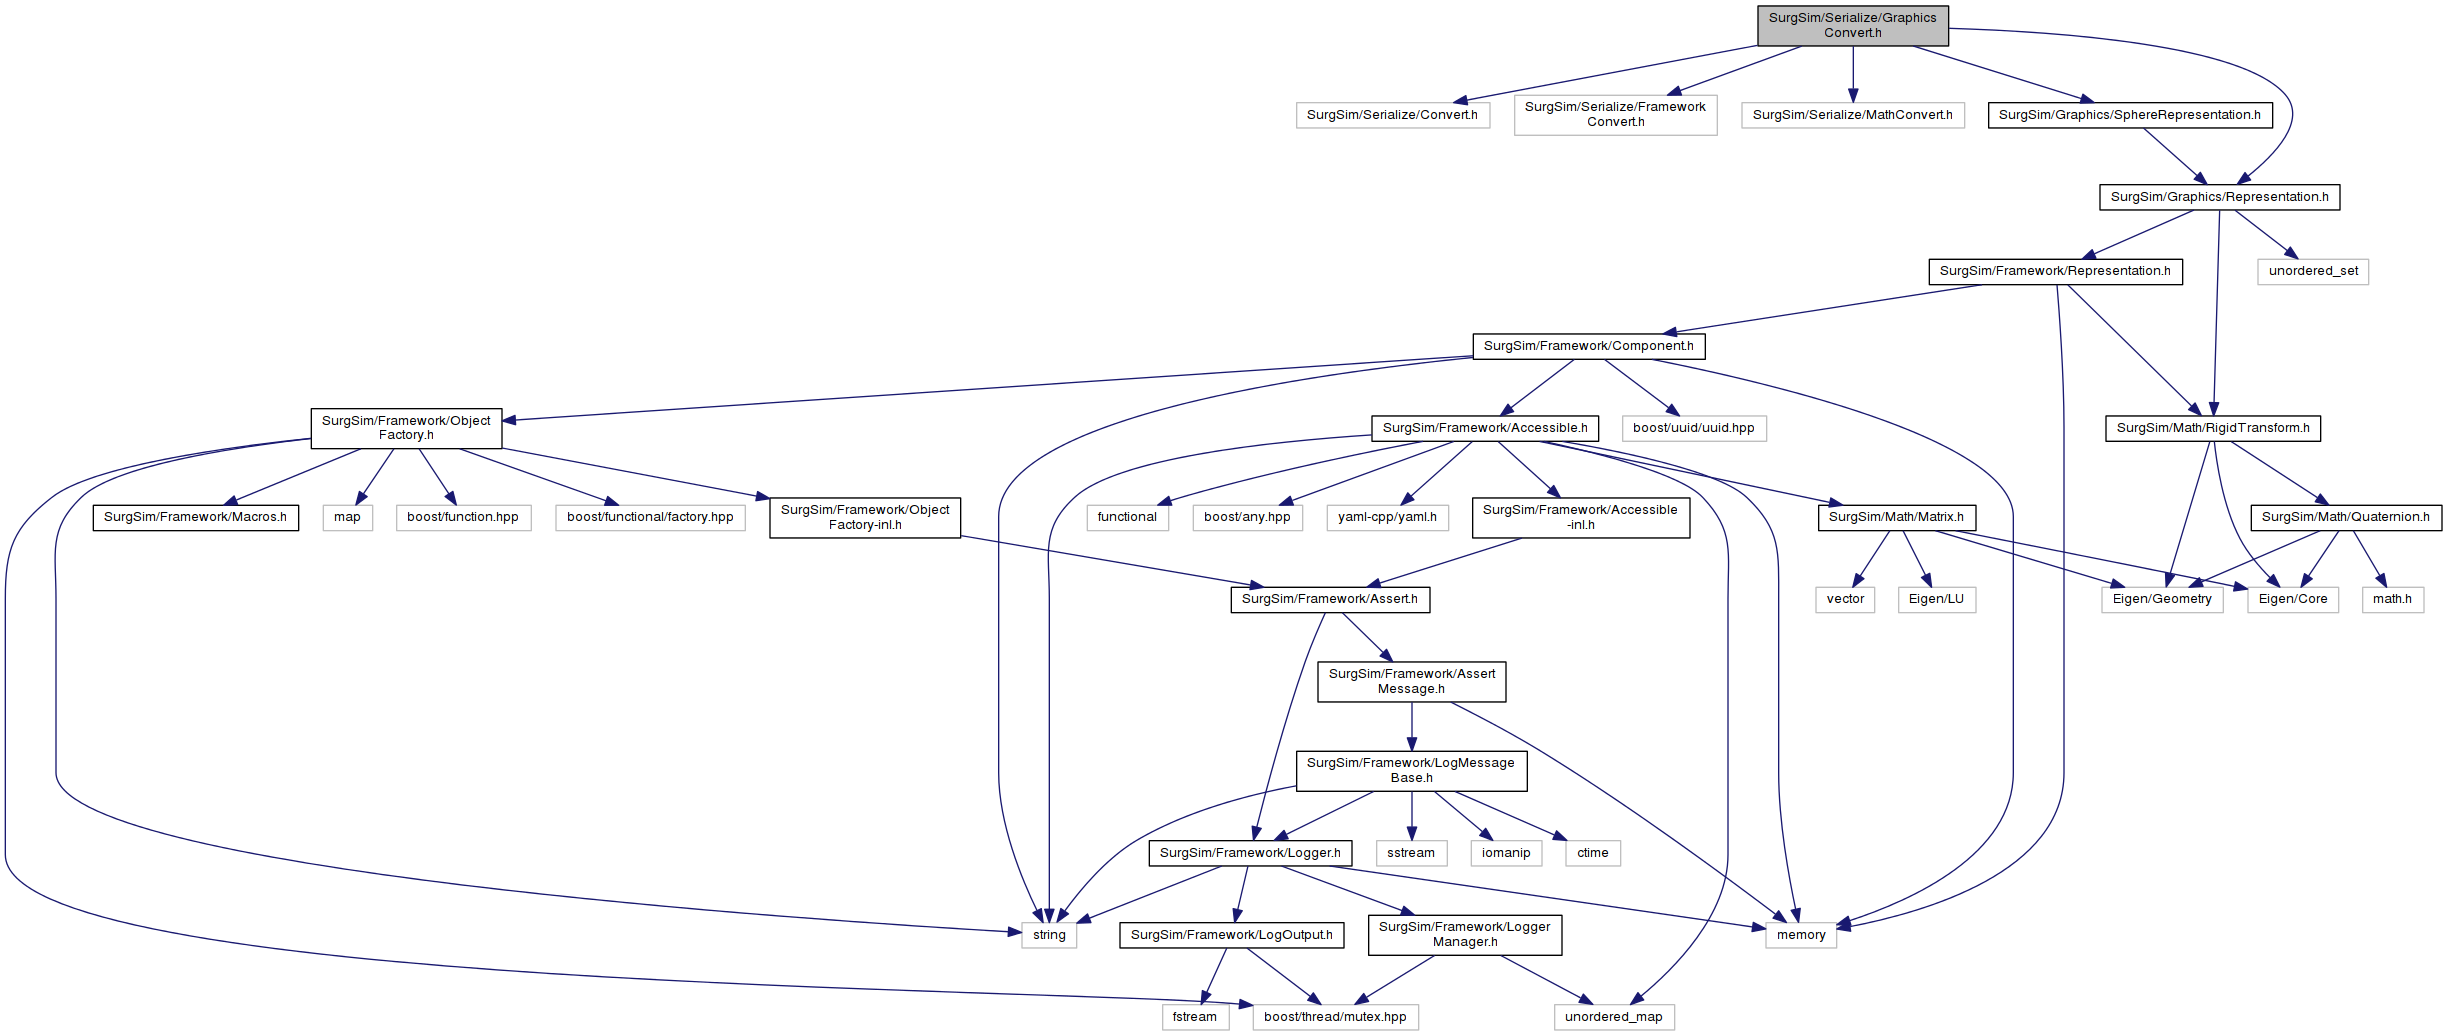 SurgSim/Serialize/Graphics
Convert.h
SurgSim/Serialize/Convert.h
SurgSim/Serialize/Framework
Convert.h
SurgSim/Serialize/MathConvert.h
SurgSim/Graphics/SphereRepresentation.h
SurgSim/Graphics/Representation.h
SurgSim/Framework/Representation.h
unordered_set
SurgSim/Framework/Component.h
SurgSim/Framework/Object
Factory.h
SurgSim/Framework/Accessible.h
boost/uuid/uuid.hpp
SurgSim/Math/RigidTransform.h
SurgSim/Framework/Macros.h
map
boost/function.hpp
boost/functional/factory.hpp
SurgSim/Framework/Object
Factory-inl.h
functional
boost/any.hpp
yaml-cpp/yaml.h
SurgSim/Framework/Accessible
-inl.h
SurgSim/Math/Matrix.h
SurgSim/Math/Quaternion.h
SurgSim/Framework/Assert.h
vector
Eigen/LU
Eigen/Geometry
Eigen/Core
math.h
SurgSim/Framework/Assert
Message.h
SurgSim/Framework/LogMessage
Base.h
SurgSim/Framework/Logger.h
sstream
iomanip
ctime
string
SurgSim/Framework/LogOutput.h
SurgSim/Framework/Logger
Manager.h
memory
fstream
boost/thread/mutex.hpp
unordered_map